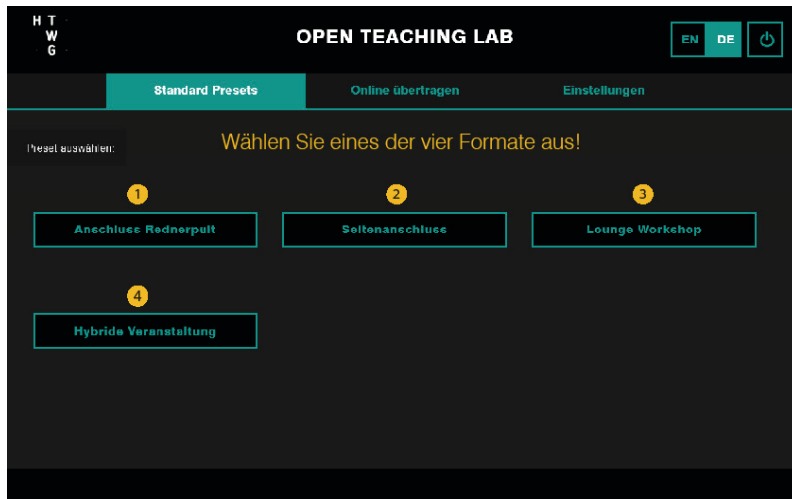 H T
W
G
OPEN TEACHING LAB
EN DE
Standard Presets Online übertragen Einstellungen
Preset auswählen:
Wählen Sie eines der vier Formate aus!
1 2 3
Anschluss Rednerpult Seitenanschluss Lounge Workshop
4
Hybride Veranstaltung